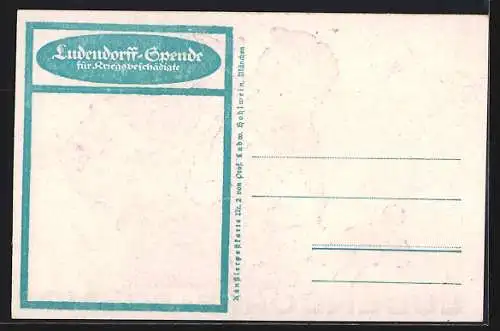 Ludendorff-Spende
für Kriegsbeschädigte
Künstlerpostkarte Nr. 2 von Prof. Ludw. Hohlwein, München